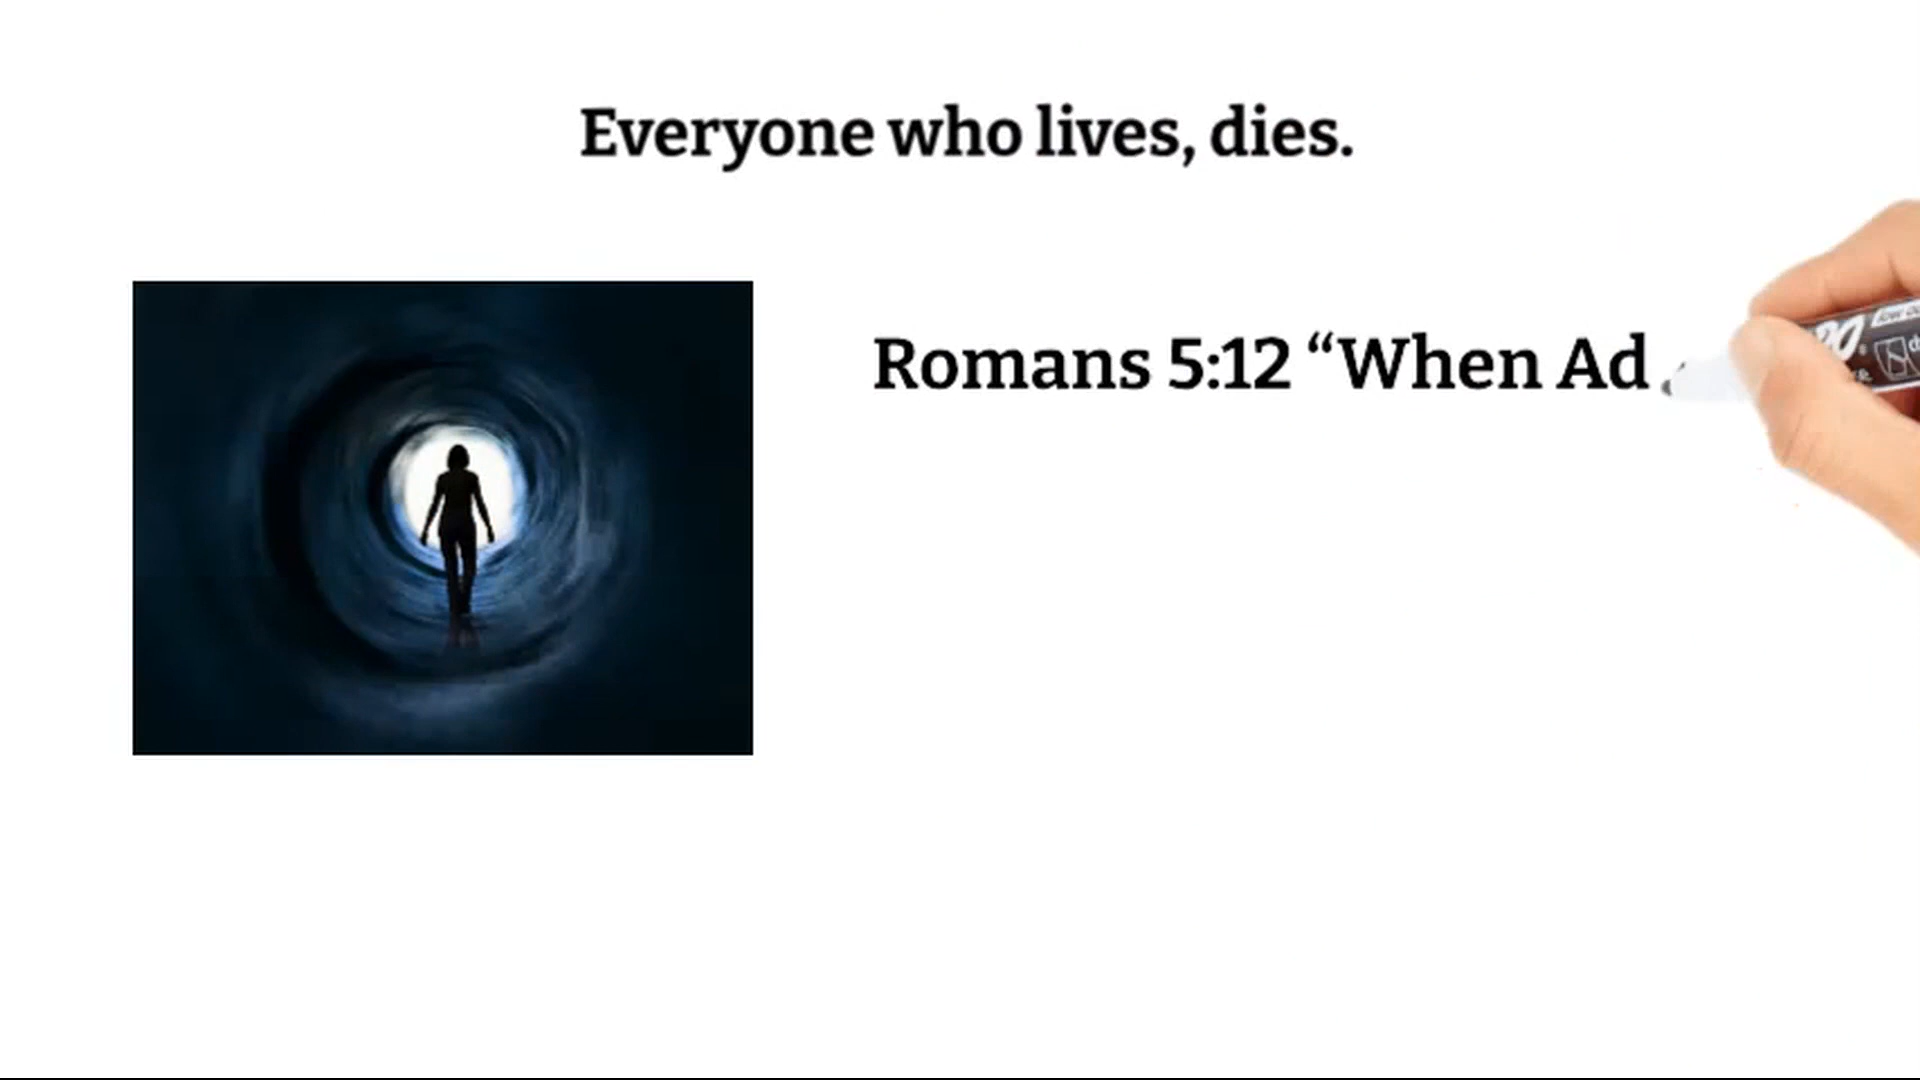 Everyone who lives, dies.
Romans 5:12 “When Ad